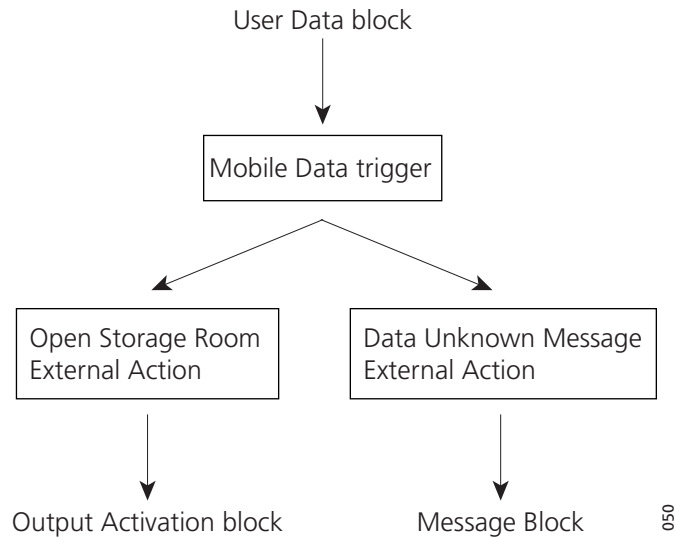 User Data block
Mobile Data trigger
Open Storage Room
External Action
Data Unknown Message
External Action
Output Activation block
Message Block
050